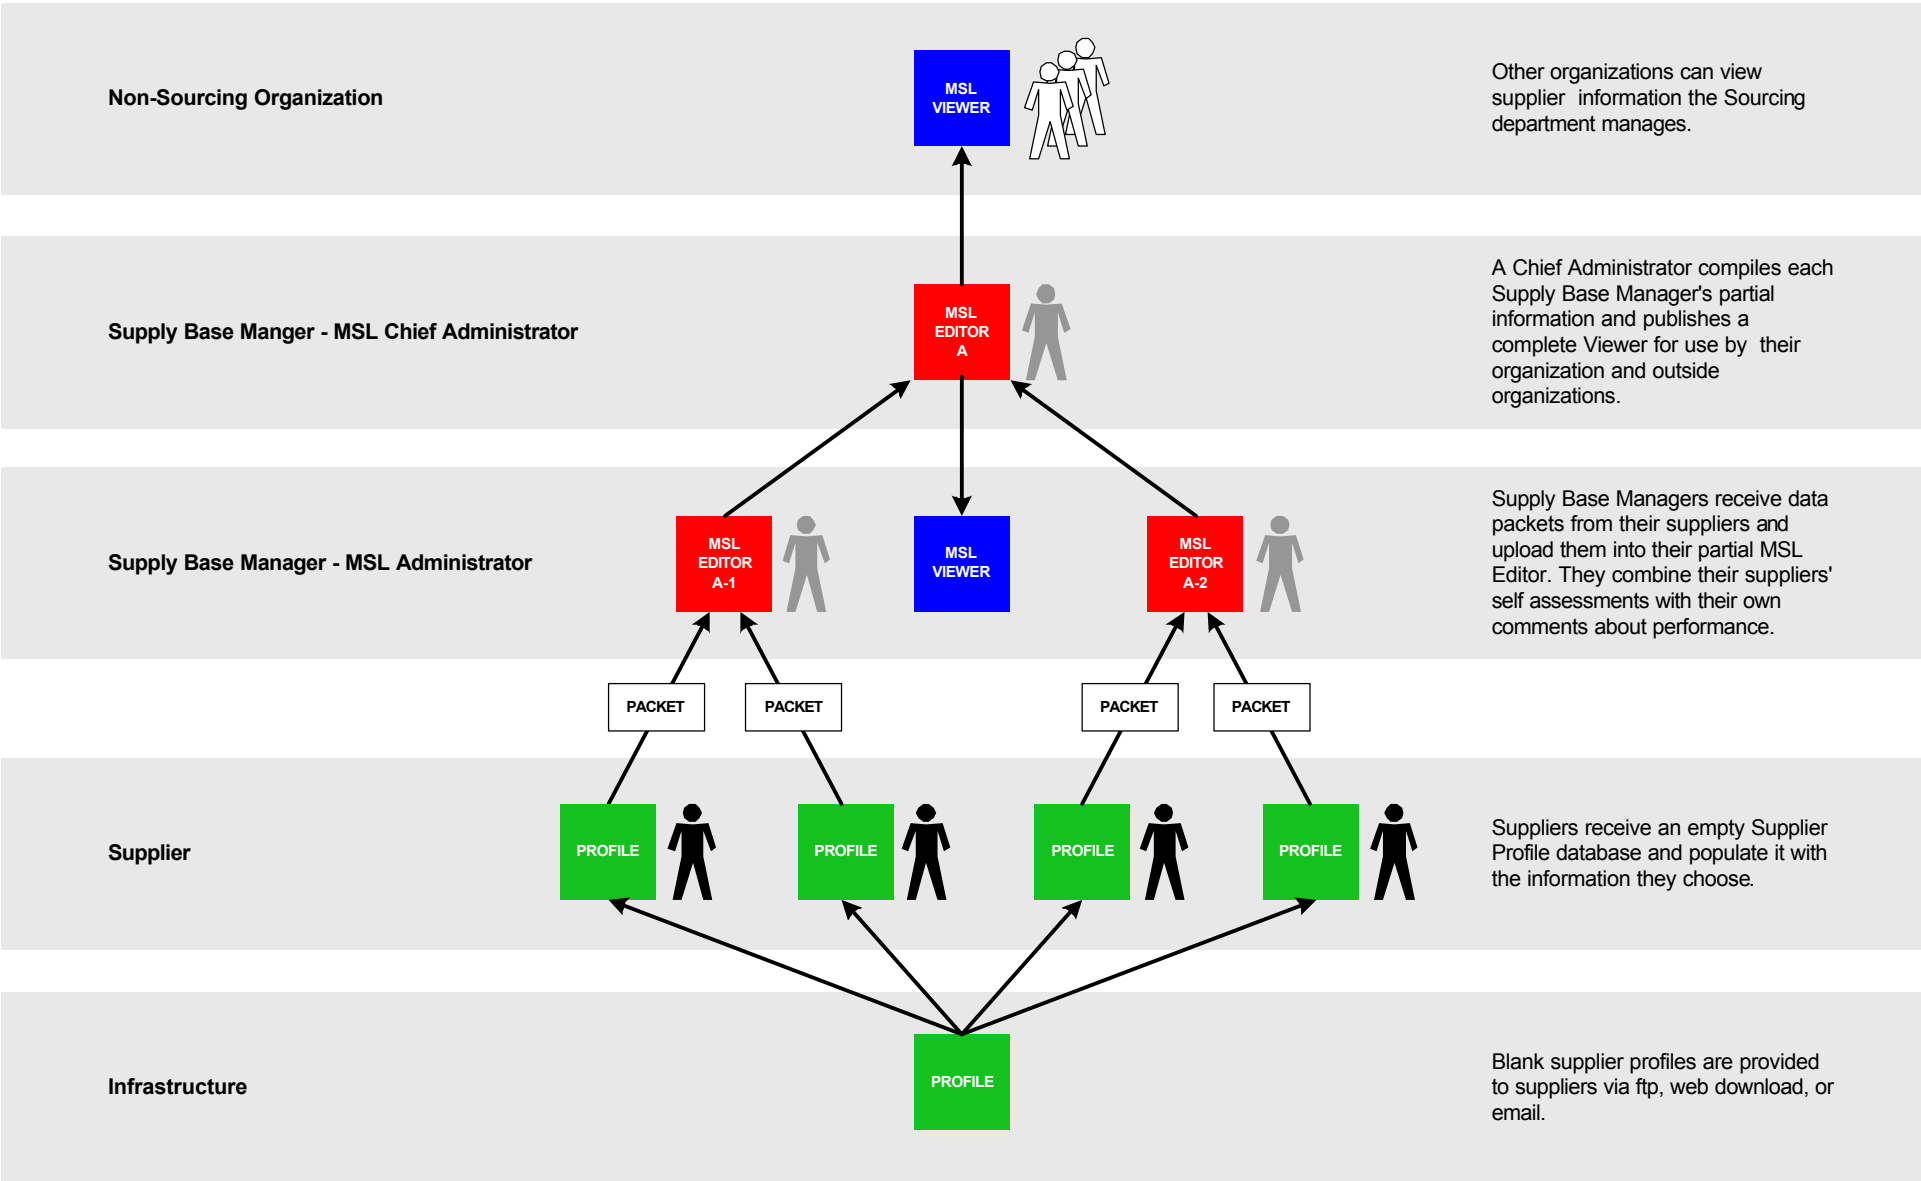 Non-Sourcing Organization
MSL
VIEWER
Other organizations can view
supplier information the Sourcing
department manages.
Supply Base Manger - MSL Chief Administrator
MSL
EDITOR
A
A Chief Administrator compiles each
Supply Base Manager's partial
information and publishes a
complete Viewer for use by their
organization and outside
organizations.
Supply Base Manager - MSL Administrator
MSL
EDITOR
A-1
MSL
VIEWER
MSL
EDITOR
A-2
Supply Base Managers receive data
packets from their suppliers and
upload them into their partial MSL
Editor. They combine their suppliers'
self assessments with their own
comments about performance.
PACKET
PACKET
PACKET
PACKET
Supplier
PROFILE
PROFILE
PROFILE
PROFILE
Suppliers receive an empty Supplier
Profile database and populate it with
the information they choose.
Infrastructure
PROFILE
Blank supplier profiles are provided
to suppliers via ftp, web download, or
email.